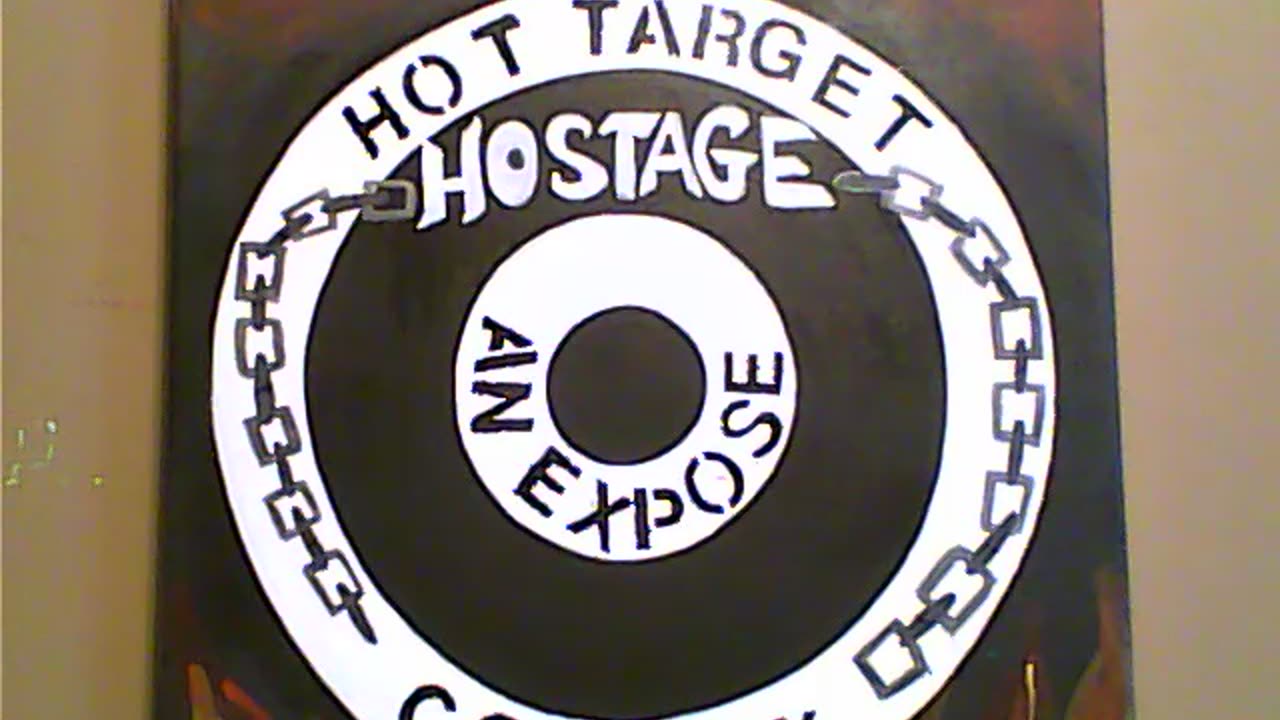 HOT TARGET
HOSTAGE
AN EXPOSE